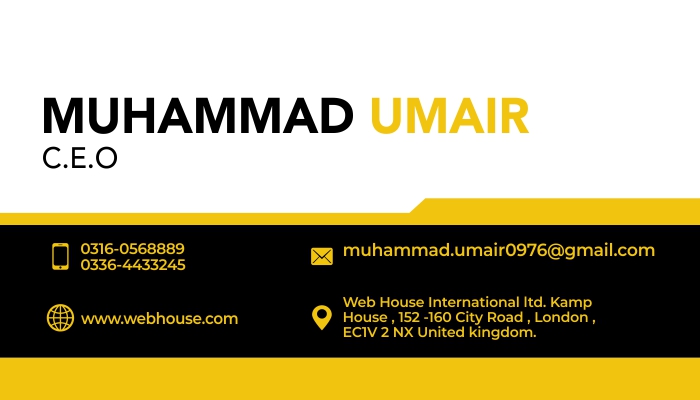 MUHAMMAD UMAIR
C.E.O
0316-0568889
0336-4433245
muhammad.umair0976@gmail.com
www.webhouse.com
Web House International ltd. Kamp
House , 152 -160 City Road , London ,
EC1V 2 NX United kingdom.